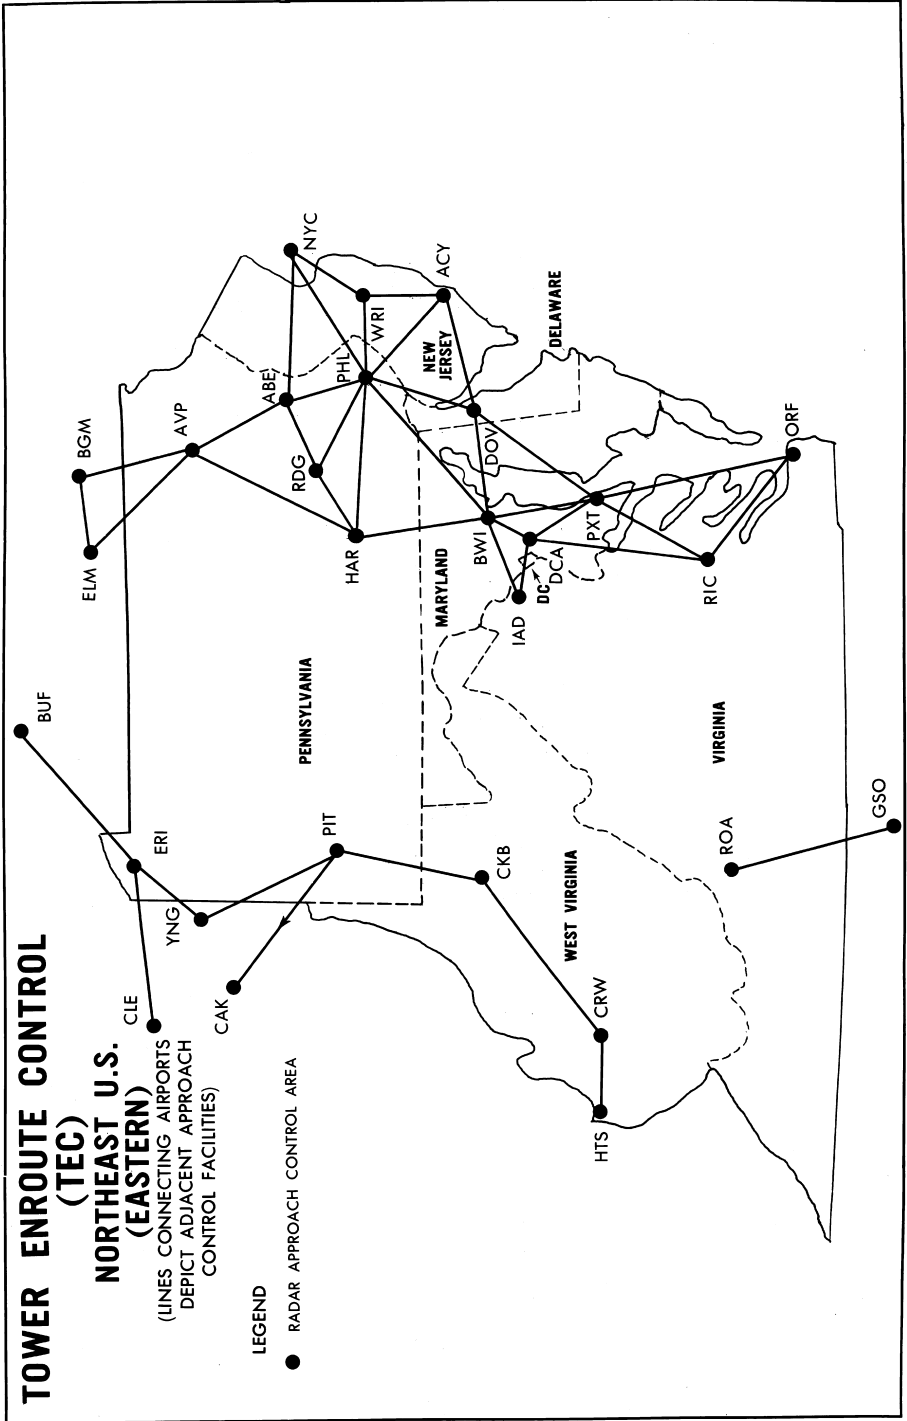 TOWER ENROUTE CONTROL
(TEC)
NORTHEAST U.S.
(EASTERN)
(LINES CONNECTING AIRPORTS
DEPICT ADJACENT APPROACH
CONTROL FACILITIES)
LEGEND
RADAR APPROACH CONTROL AREA
BUF
BGM
ELM
ERI
AVP
CLE
YNG
CAK
ABE
NYC
RDG
PHL
WRI
PIT
PENNSYLVANIA
HAR
ACY
NEW
JERSEY
MARYLAND
DOV
BWI
CKB
DELAWARE
IAD
DC
DCA
PXT
WEST VIRGINIA
CRW
HTS
RIC
VIRGINIA
ROA
ORF
GSO